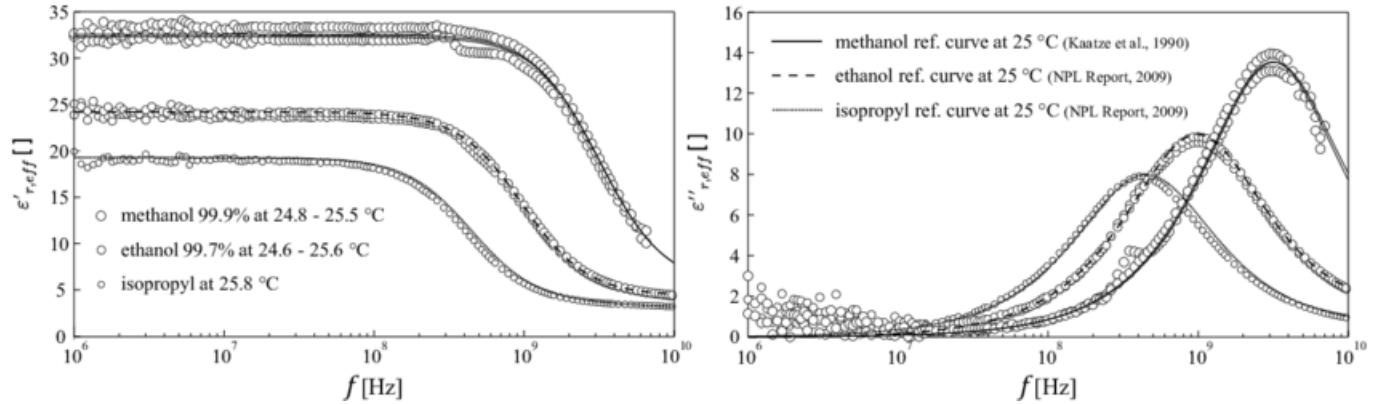 35
30
25
20
15
10
5
0
ε'r,eff [ ]
methanol 99.9% at 24.8 - 25.5 °C
ethanol 99.7% at 24.6 - 25.6 °C
isopropyl at 25.8 °C
10^6 10^7 10^8 10^9 10^10
f [Hz]
16
14
12
10
8
6
4
2
0
ε''r,eff [ ]
methanol ref. curve at 25 °C (Kaatze et al., 1990)
ethanol ref. curve at 25 °C (NPL Report, 2009)
isopropyl ref. curve at 25 °C (NPL Report, 2009)
10^6 10^7 10^8 10^9 10^10
f [Hz]